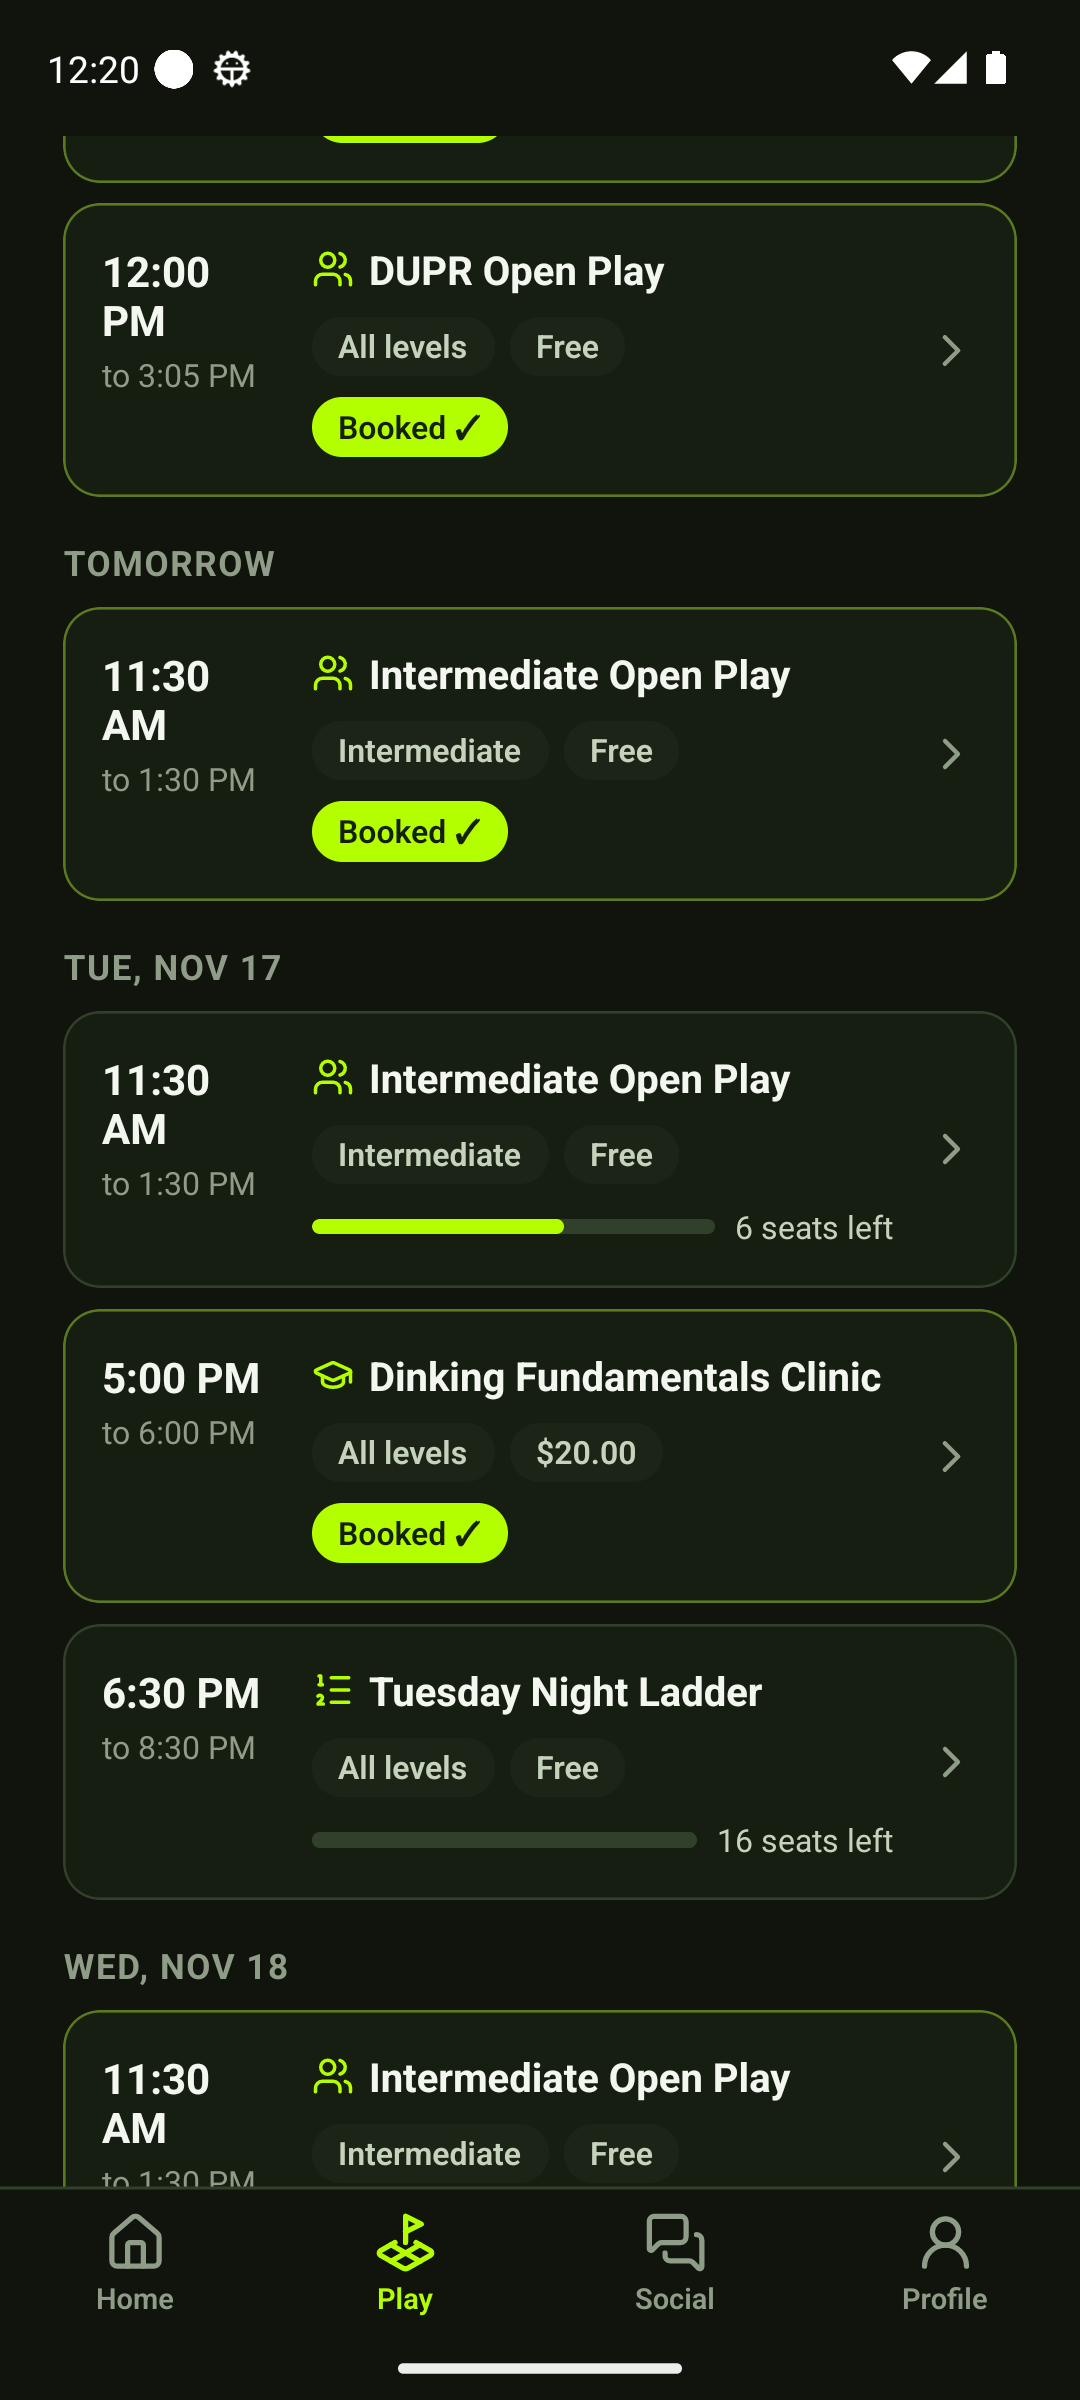 12:20
12:00
PM
to 3:05 PM
DUPR Open Play
All levels
Free
Booked ✓
TOMORROW
11:30
AM
to 1:30 PM
Intermediate Open Play
Intermediate
Free
Booked ✓
TUE, NOV 17
11:30
AM
to 1:30 PM
Intermediate Open Play
Intermediate
Free
6 seats left
5:00 PM
to 6:00 PM
Dinking Fundamentals Clinic
All levels
$20.00
Booked ✓
6:30 PM
to 8:30 PM
Tuesday Night Ladder
All levels
Free
16 seats left
WED, NOV 18
11:30
AM
to 1:30 PM
Intermediate Open Play
Intermediate
Free
Home
Play
Social
Profile